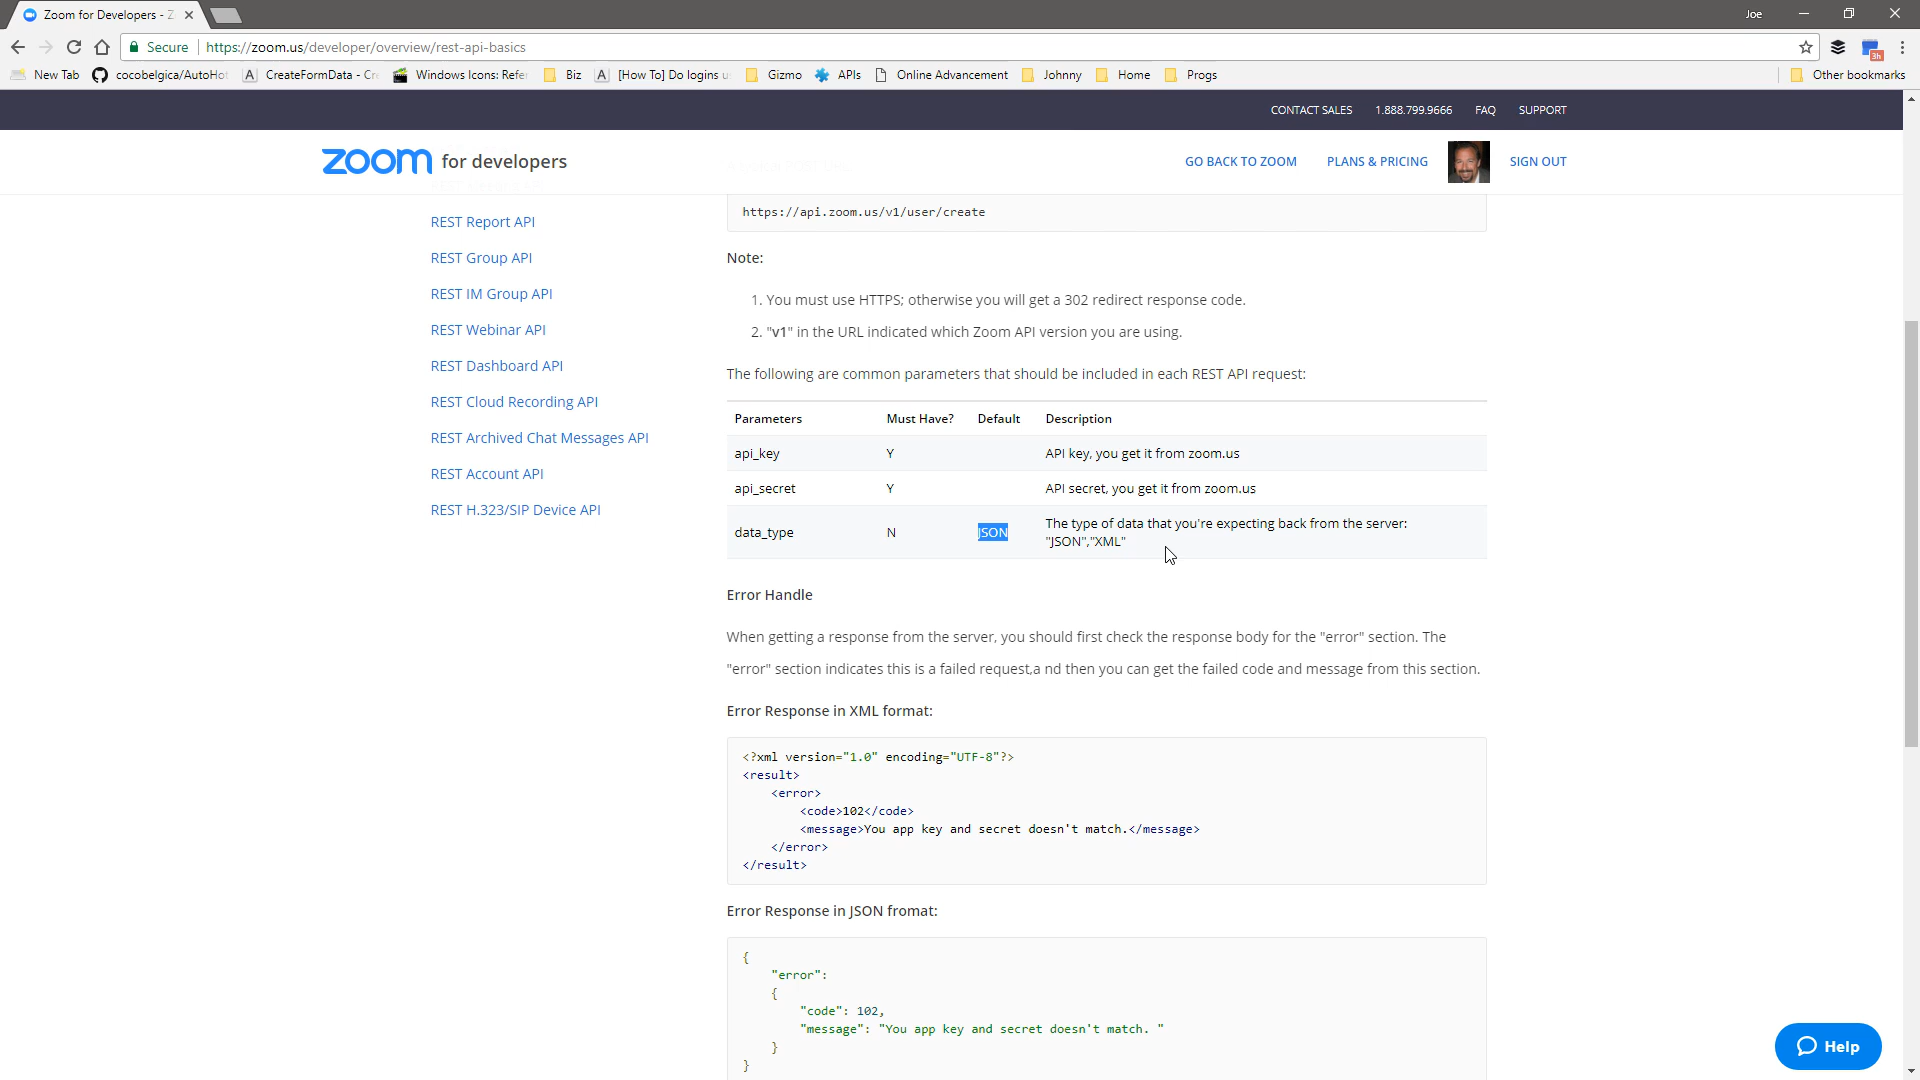 Zoom for Developers - Z
Joe
Secure
https://zoom.us/developer/overview/rest-api-basics
3h
New Tab
cocobelgica/AutoHot
CreateFormData - Cr
Windows Icons: Refe
Biz
[How To] Do logins u
Gizmo
APIs
Online Advancement
Johnny
Home
Progs
Other bookmarks
CONTACT SALES
1.888.799.9666
FAQ
SUPPORT
zoom for developers
GO BACK TO ZOOM
PLANS & PRICING
SIGN OUT
REST Report API
REST Group API
REST IM Group API
REST Webinar API
REST Dashboard API
REST Cloud Recording API
REST Archived Chat Messages API
REST Account API
REST H.323/SIP Device API
https://api.zoom.us/v1/user/create
Note:
1. You must use HTTPS; otherwise you will get a 302 redirect response code.
2. "v1" in the URL indicated which Zoom API version you are using.
The following are common parameters that should be included in each REST API request:
Parameters Must Have? Default Description
api_key Y API key, you get it from zoom.us
api_secret Y API secret, you get it from zoom.us
data_type N JSON The type of data that you're expecting back from the server:
"JSON","XML"
Error Handle
When getting a response from the server, you should first check the response body for the "error" section. The
"error" section indicates this is a failed request,a nd then you can get the failed code and message from this section.
Error Response in XML format:
<?xml version="1.0" encoding="UTF-8"?>
<result>
<error>
<code>102</code>
<message>You app key and secret doesn't match.</message>
</error>
</result>
Error Response in JSON fromat:
{
"error":
{
"code": 102,
"message": "You app key and secret doesn't match. "
}
}
Help